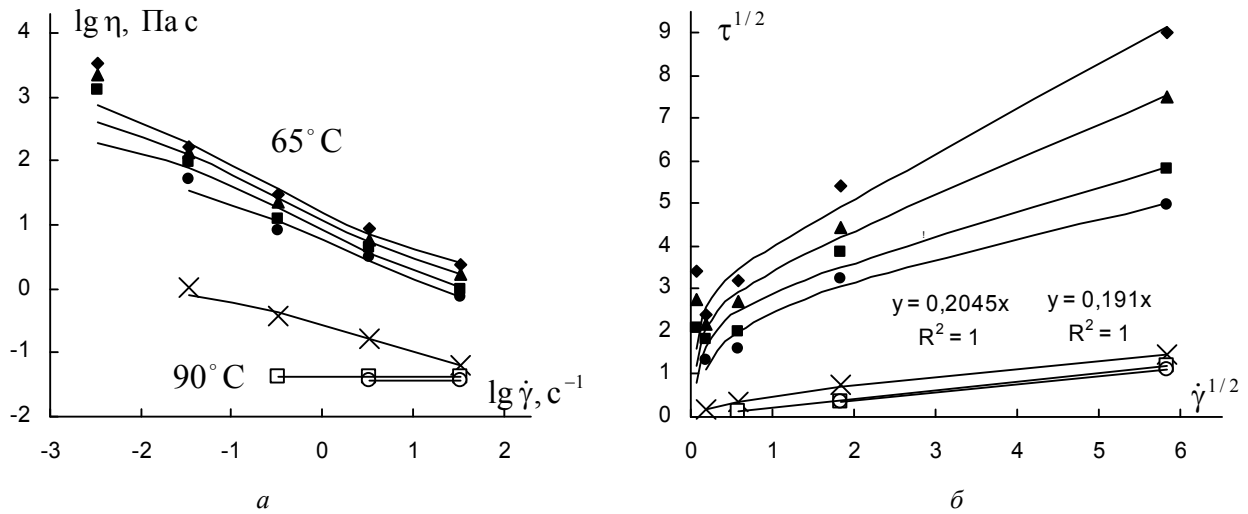 lg η, Па с
4
3
2
1
0
-1
-2
65°С
90°С
lg γ̇, с⁻¹
-3 -2 -1 0 1 2
а
τ^1/2
9
8
7
6
5
4
3
2
1
0
y = 0,2045x
R² = 1
y = 0,191x
R² = 1
γ̇^1/2
0 1 2 3 4 5 6
б